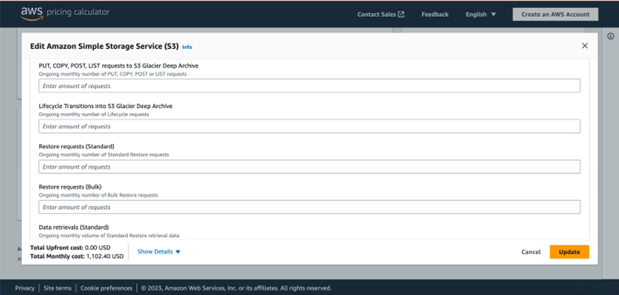 aws pricing calculator
Contact Sales
Feedback
English
Create an AWS Account
Edit Amazon Simple Storage Service (S3) Info
PUT, COPY, POST, LIST requests to S3 Glacier Deep Archive
Ongoing monthly number of PUT, COPY, POST or LIST requests
Enter amount of requests
Lifecycle Transitions into S3 Glacier Deep Archive
Ongoing monthly number of Lifecycle requests
Enter amount of requests
Restore requests (Standard)
Ongoing monthly number of Standard Restore requests
Enter amount of requests
Restore requests (Bulk)
Ongoing monthly number of Bulk Restore requests
Enter amount of requests
Data retrievals (Standard)
Ongoing monthly volume of Standard Restore retrieval data
Total Upfront cost: 0.00 USD
Total Monthly cost: 1,102.40 USD
Show Details
Cancel
Update
Privacy | Site terms | Cookie preferences | © 2023, Amazon Web Services, Inc. or its affiliates. All rights reserved.